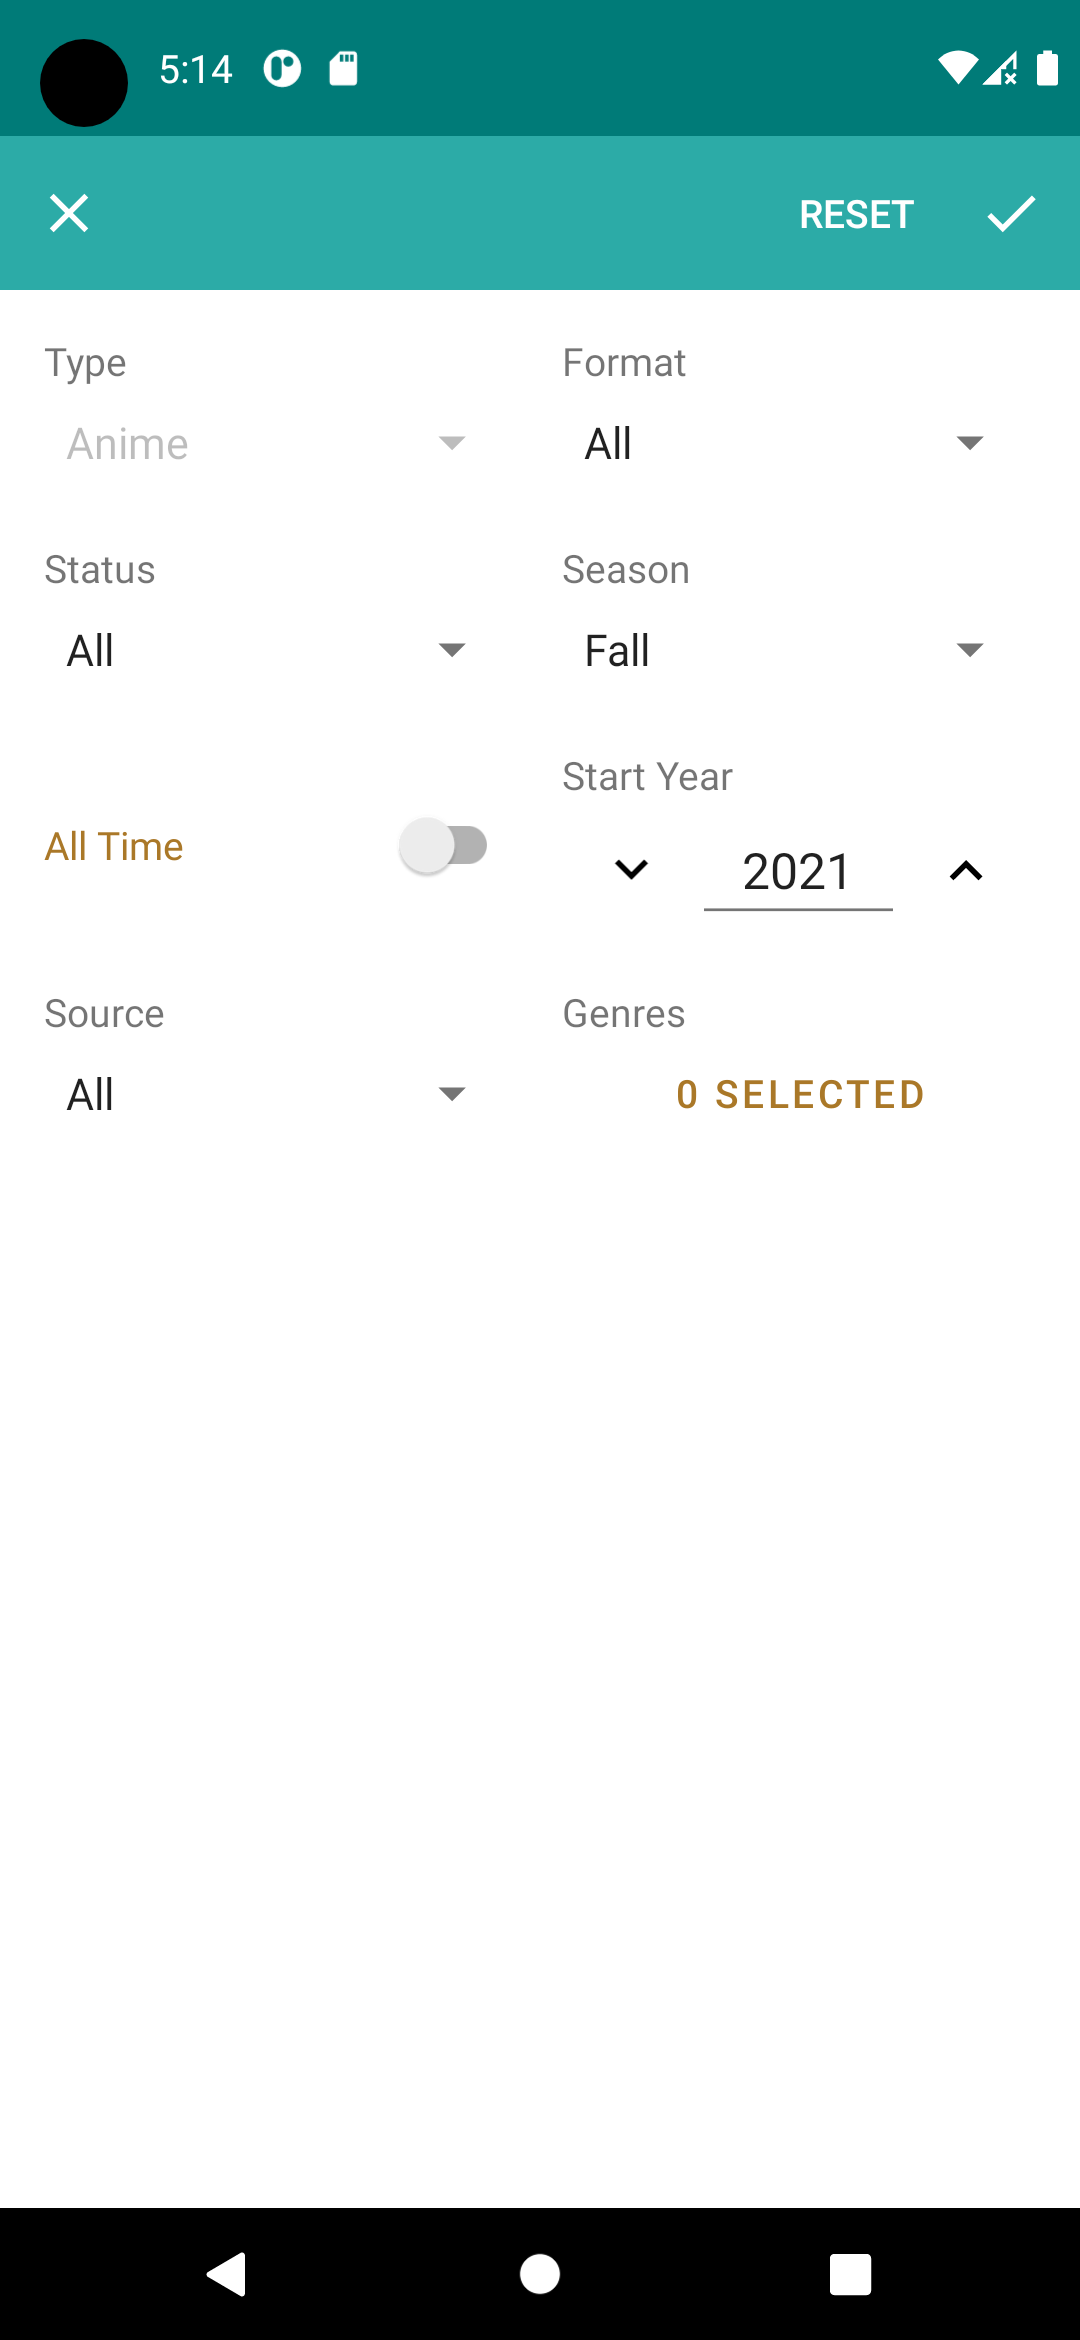 5:14
RESET
Type Format
Anime All
Status Season
All Fall
Start Year
All Time 2021
Source Genres
All 0 SELECTED